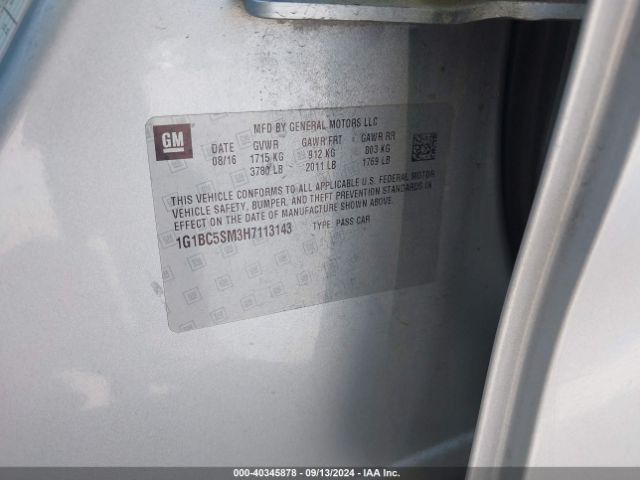 MFD BY GENERAL MOTORS LLC
GM
DATE GVWR GAWR FRT GAWR RR
08/16 1715 KG 912 KG 803 KG
3780 LB 2011 LB 1769 LB
THIS VEHICLE CONFORMS TO ALL APPLICABLE U.S. FEDERAL MOTOR
VEHICLE SAFETY, BUMPER, AND THEFT PREVENTION STANDARDS IN
EFFECT ON THE DATE OF MANUFACTURE SHOWN ABOVE.
1G1BC5SM3H7113143 TYPE: PASS CAR
000-40345878 - 09/13/2024 - IAA Inc.